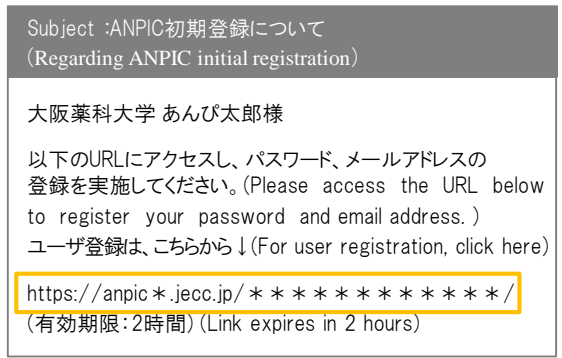 Subject :ANPIC初期登録について
(Regarding ANPIC initial registration)
大阪薬科大学 あんぴ太郎様
以下のURLにアクセスし、パスワード、メールアドレスの
登録を実施してください。(Please access the URL below
to register your password and email address. )
ユーザ登録は、こちらから↓(For user registration, click here)
https://anpic＊.jecc.jp/＊＊＊＊＊＊＊＊＊＊＊＊/
(有効期限:2時間) (Link expires in 2 hours)